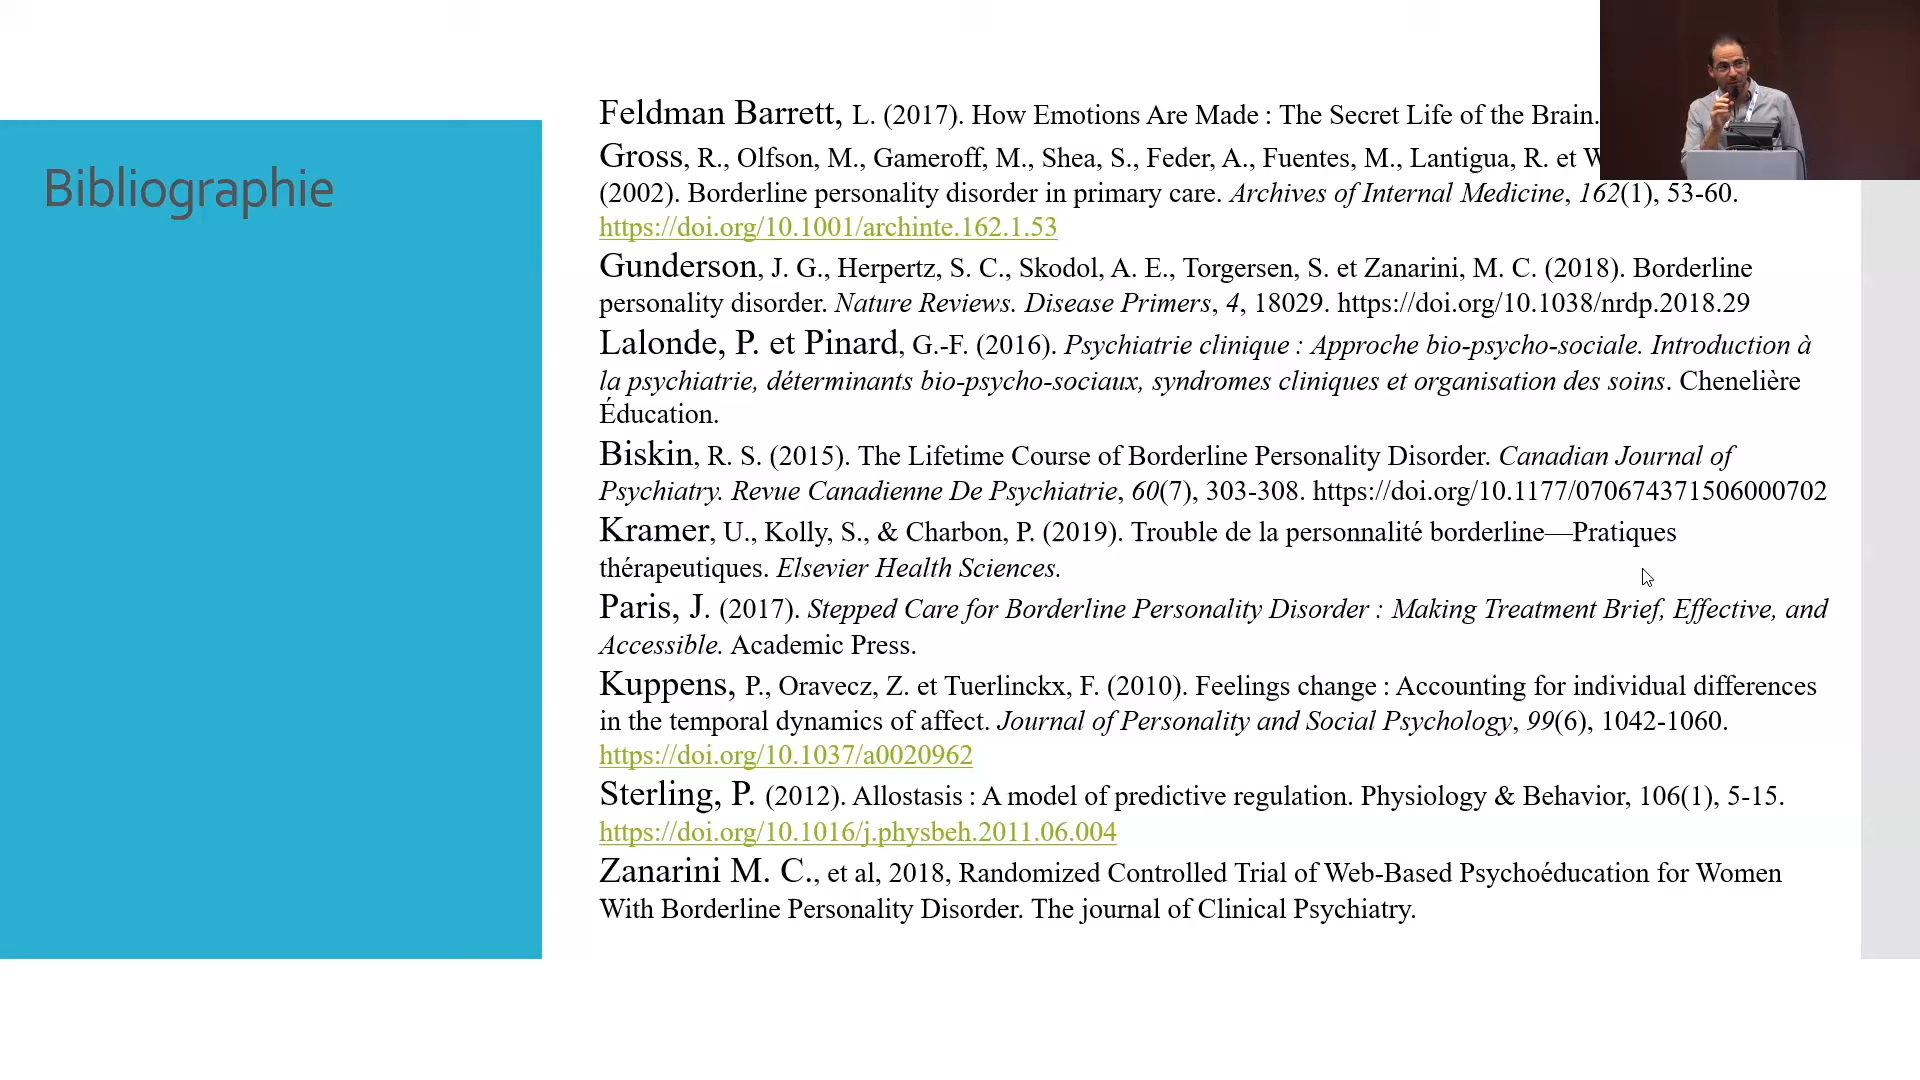 Bibliographie
Feldman Barrett, L. (2017). How Emotions Are Made : The Secret Life of the Brain.
Gross, R., Olfson, M., Gameroff, M., Shea, S., Feder, A., Fuentes, M., Lantigua, R. et
(2002). Borderline personality disorder in primary care. Archives of Internal Medicine, 162(1), 53-60.
https://doi.org/10.1001/archinte.162.1.53
Gunderson, J. G., Herpertz, S. C., Skodol, A. E., Torgersen, S. et Zanarini, M. C. (2018). Borderline
personality disorder. Nature Reviews. Disease Primers, 4, 18029. https://doi.org/10.1038/nrdp.2018.29
Lalonde, P. et Pinard, G.-F. (2016). Psychiatrie clinique : Approche bio-psycho-sociale. Introduction à
la psychiatrie, déterminants bio-psycho-sociaux, syndromes cliniques et organisation des soins. Chenelière
Éducation.
Biskin, R. S. (2015). The Lifetime Course of Borderline Personality Disorder. Canadian Journal of
Psychiatry. Revue Canadienne De Psychiatrie, 60(7), 303-308. https://doi.org/10.1177/070674371506000702
Kramer, U., Kolly, S., & Charbon, P. (2019). Trouble de la personnalité borderline—Pratiques
thérapeutiques. Elsevier Health Sciences.
Paris, J. (2017). Stepped Care for Borderline Personality Disorder : Making Treatment Brief, Effective, and
Accessible. Academic Press.
Kuppens, P., Oravecz, Z. et Tuerlinckx, F. (2010). Feelings change : Accounting for individual differences
in the temporal dynamics of affect. Journal of Personality and Social Psychology, 99(6), 1042-1060.
https://doi.org/10.1037/a0020962
Sterling, P. (2012). Allostasis : A model of predictive regulation. Physiology & Behavior, 106(1), 5-15.
https://doi.org/10.1016/j.physbeh.2011.06.004
Zanarini M. C., et al, 2018, Randomized Controlled Trial of Web-Based Psychoéducation for Women
With Borderline Personality Disorder. The journal of Clinical Psychiatry.